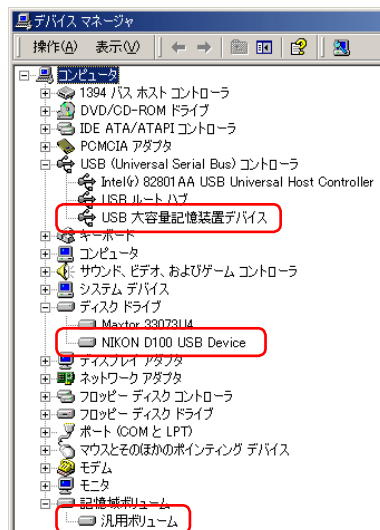 デバイス マネージャ
操作(A) 表示(V)
コンピュータ
1394 バス ホスト コントローラ
DVD/CD-ROM ドライブ
IDE ATA/ATAPI コントローラ
PCMCIA アダプタ
USB (Universal Serial Bus) コントローラ
Intel(r) 82801AA USB Universal Host Controller
USB ルート ハブ
USB 大容量記憶装置デバイス
キーボード
コンピュータ
サウンド、ビデオ、およびゲーム コントローラ
システム デバイス
ディスク ドライブ
Maxtor 33073U4
NIKON D100 USB Device
ディスプレイ アダプタ
ネットワーク アダプタ
フロッピー ディスク コントローラ
フロッピー ディスク ドライブ
ポート (COM と LPT)
マウスとそのほかのポインティング デバイス
モデム
モニタ
記憶域ボリューム
汎用ボリューム